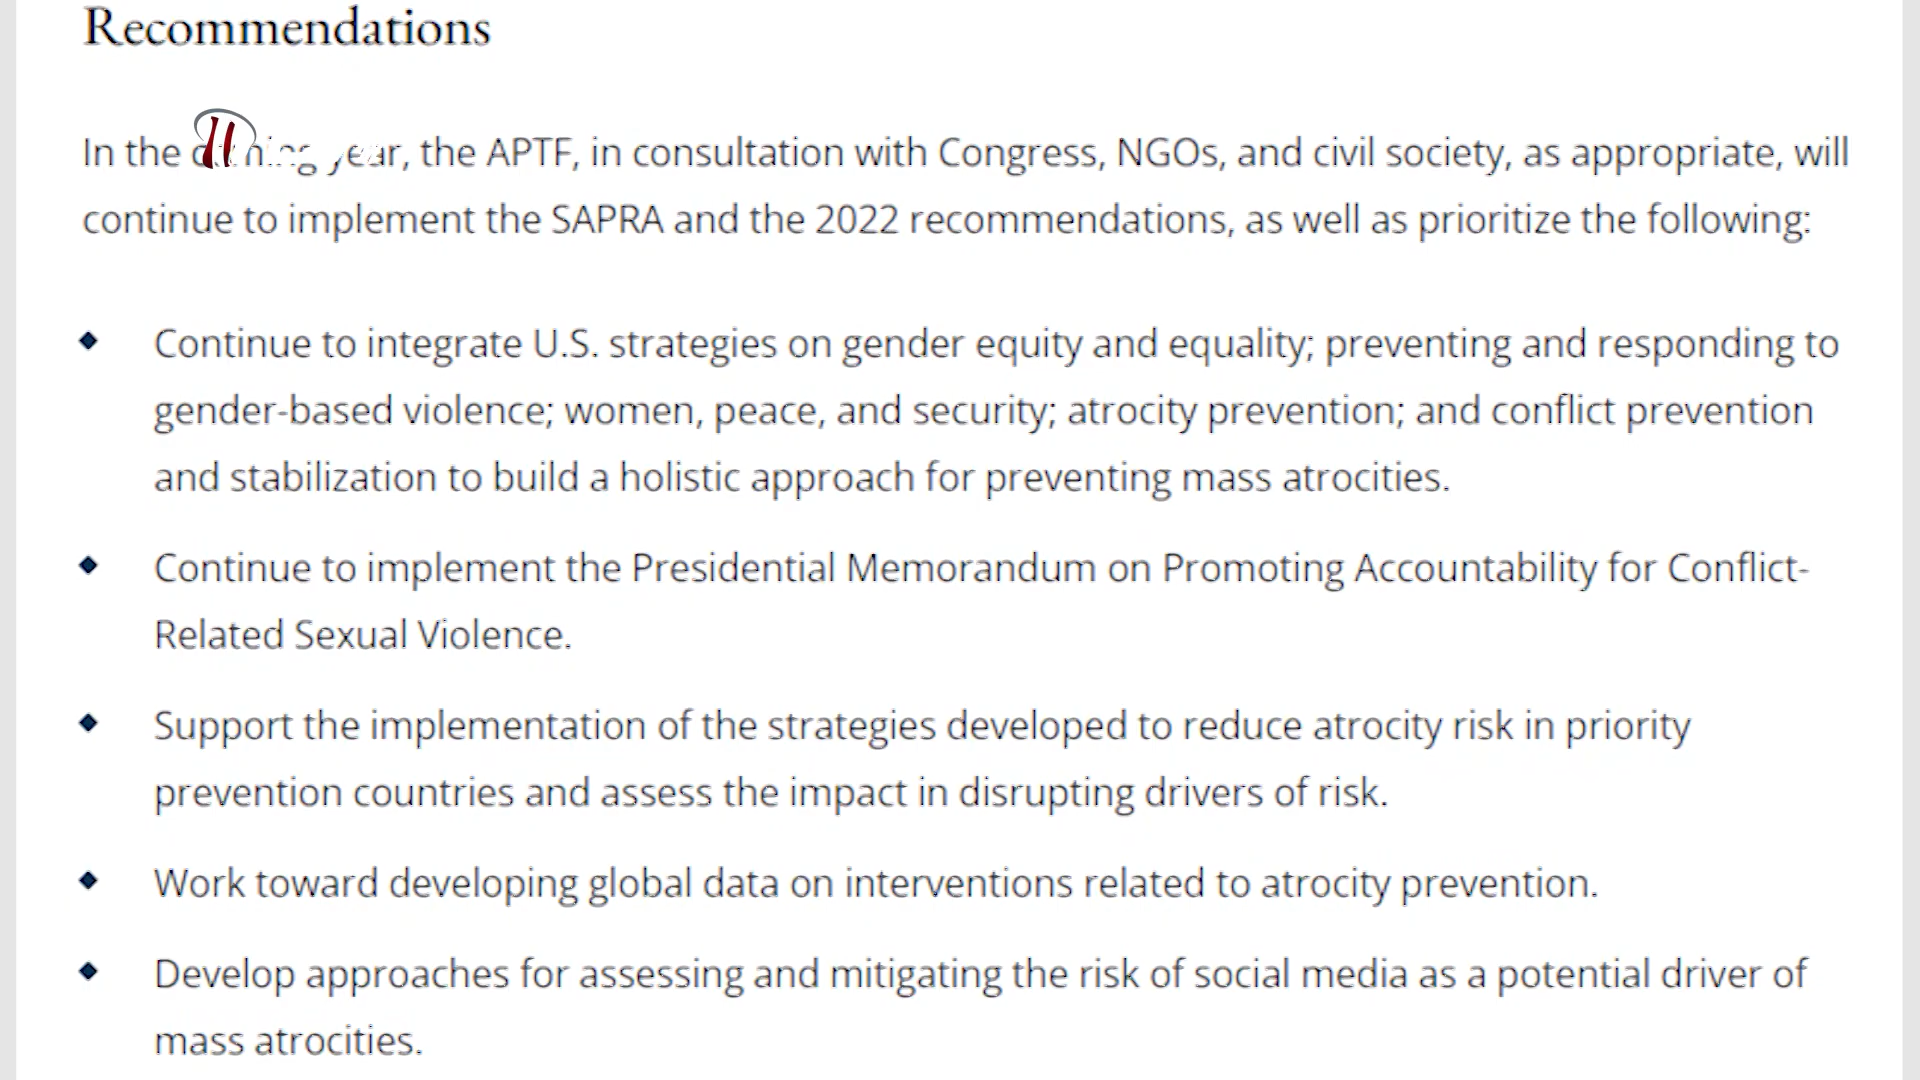 Recommendations
In the coming year, the APTF, in consultation with Congress, NGOs, and civil society, as appropriate, will
continue to implement the SAPRA and the 2022 recommendations, as well as prioritize the following:
Continue to integrate U.S. strategies on gender equity and equality; preventing and responding to
gender-based violence; women, peace, and security; atrocity prevention; and conflict prevention
and stabilization to build a holistic approach for preventing mass atrocities.
Continue to implement the Presidential Memorandum on Promoting Accountability for Conflict-
Related Sexual Violence.
Support the implementation of the strategies developed to reduce atrocity risk in priority
prevention countries and assess the impact in disrupting drivers of risk.
Work toward developing global data on interventions related to atrocity prevention.
Develop approaches for assessing and mitigating the risk of social media as a potential driver of
mass atrocities.